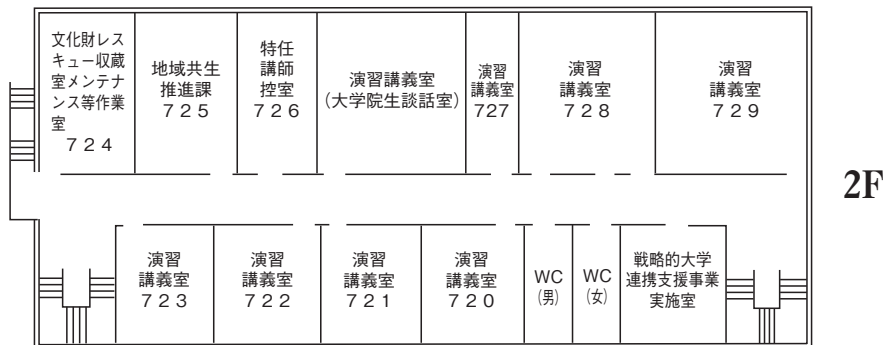 文化財レス
キュー収蔵
室メンテナ
ンス等作業
室
７２４
地域共生
推進課
７２５
特任
講師
控室
７２６
演習講義室
（大学院生談話室）
演習
講義室
727
演習
講義室
７２８
演習
講義室
７２９
2F
演習
講義室
７２３
演習
講義室
７２２
演習
講義室
７２１
演習
講義室
７２０
WC
(男)
WC
(女)
戦略的大学
連携支援事業
実施室